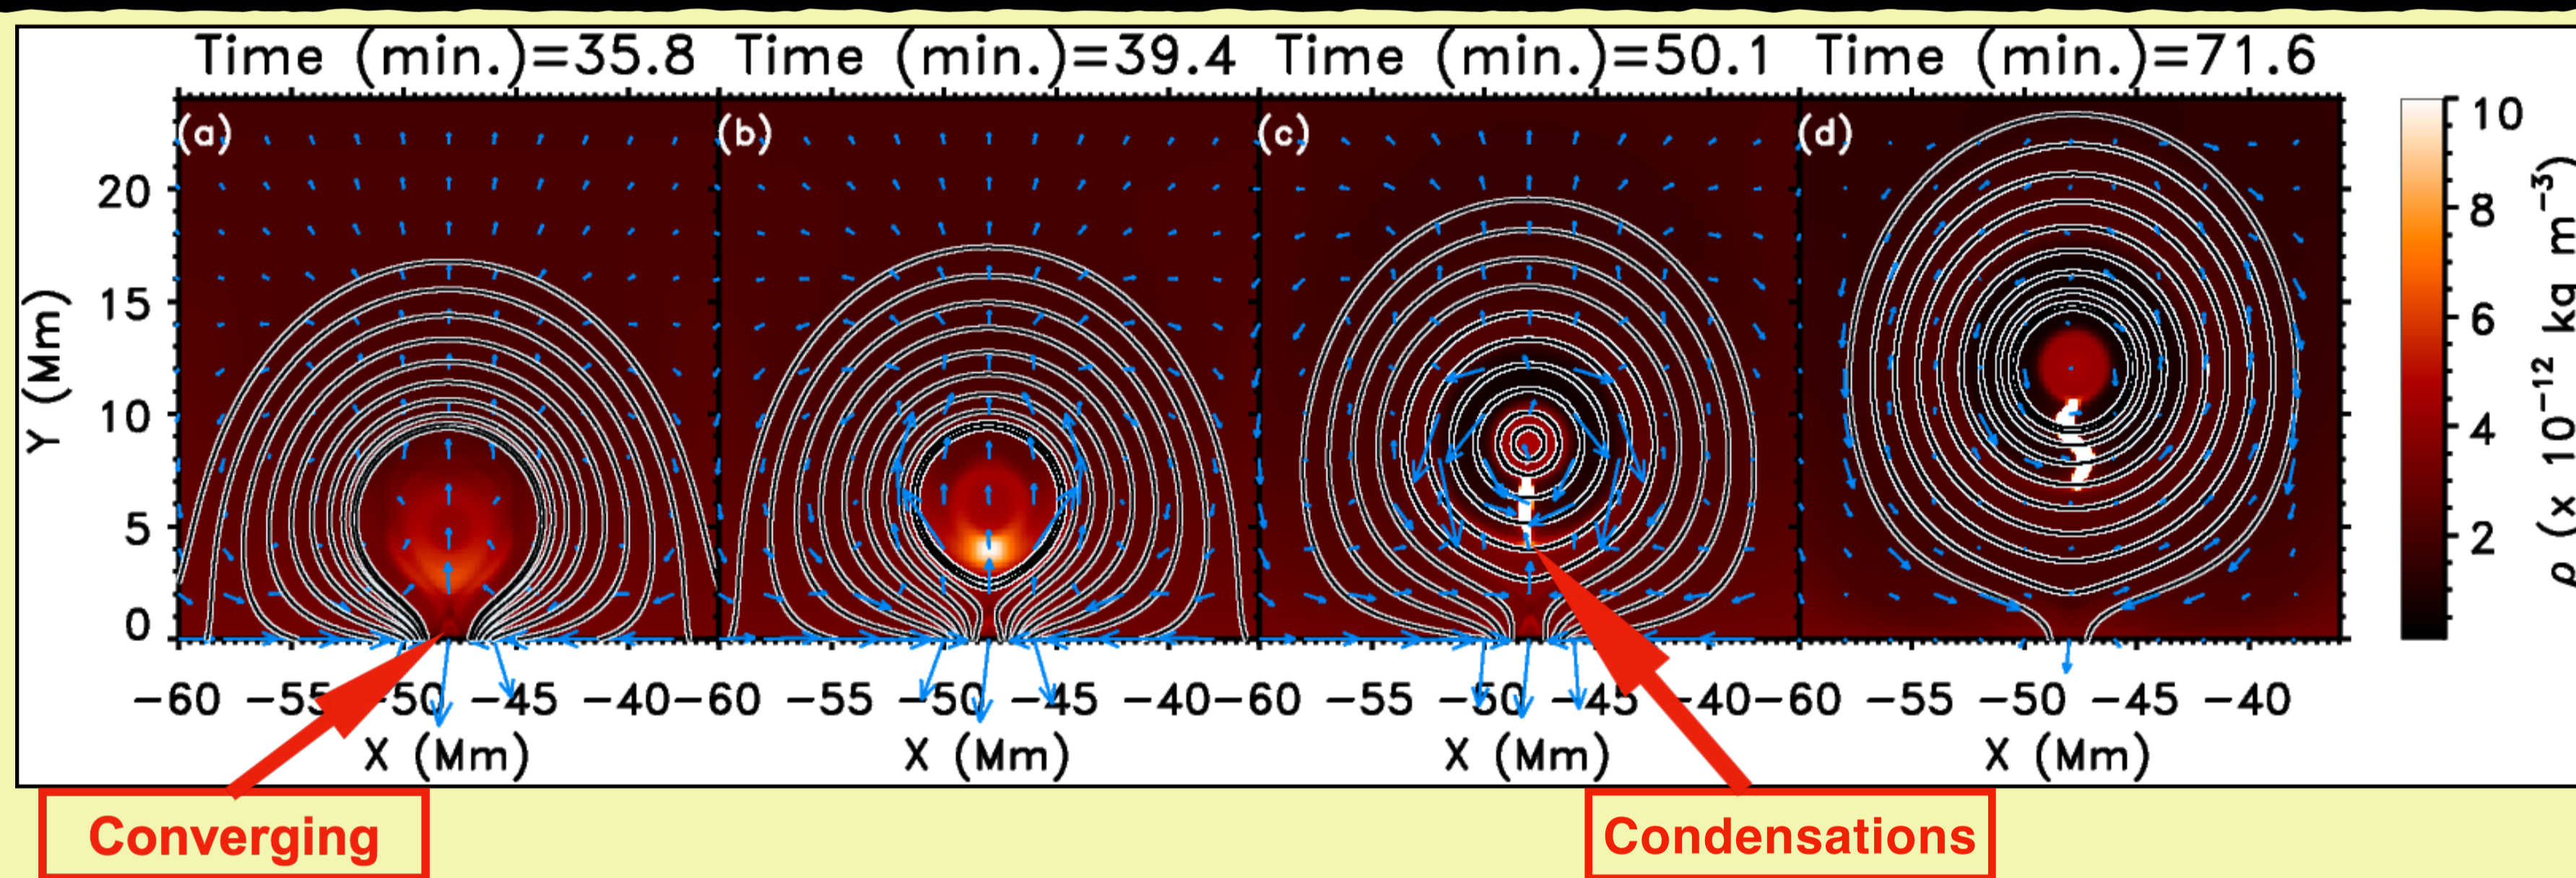 Time (min.)=35.8 Time (min.)=39.4 Time (min.)=50.1 Time (min.)=71.6
(a) (b) (c) (d)
20
15
10
5
0
Y (Mm)
-60 -55 -50 -45 -40 -60 -55 -50 -45 -40 -60 -55 -50 -45 -40 -60 -55 -50 -45 -40
X (Mm) X (Mm) X (Mm) X (Mm)
10
8
6
4
2
ρ (x 10⁻¹² kg m⁻³)
Converging
Condensations